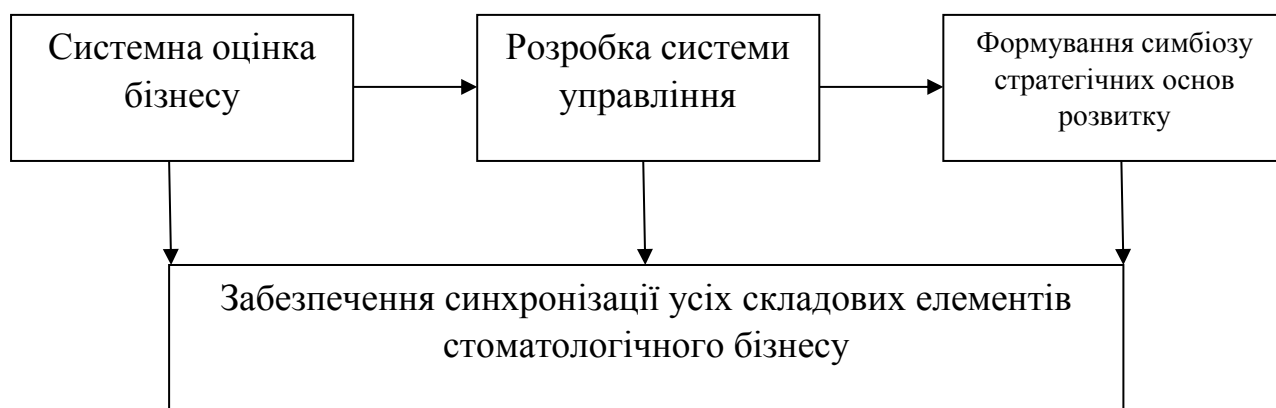 Системна оцінка
бізнесу
Розробка системи
управління
Формування симбіозу
стратегічних основ
розвитку
Забезпечення синхронізації усіх складових елементів
стоматологічного бізнесу